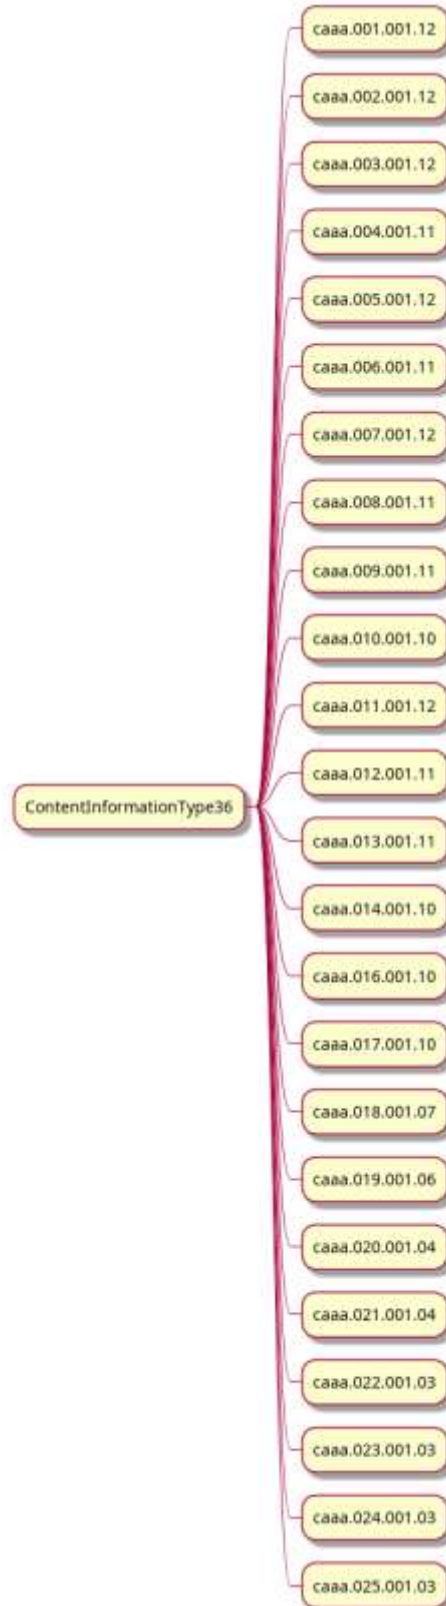 caaa.001.001.12
caaa.002.001.12
caaa.003.001.12
caaa.004.001.11
caaa.005.001.12
caaa.006.001.11
caaa.007.001.12
caaa.008.001.11
caaa.009.001.11
caaa.010.001.10
caaa.011.001.12
caaa.012.001.11
ContentInformationType36
caaa.013.001.11
caaa.014.001.10
caaa.016.001.10
caaa.017.001.10
caaa.018.001.07
caaa.019.001.06
caaa.020.001.04
caaa.021.001.04
caaa.022.001.03
caaa.023.001.03
caaa.024.001.03
caaa.025.001.03